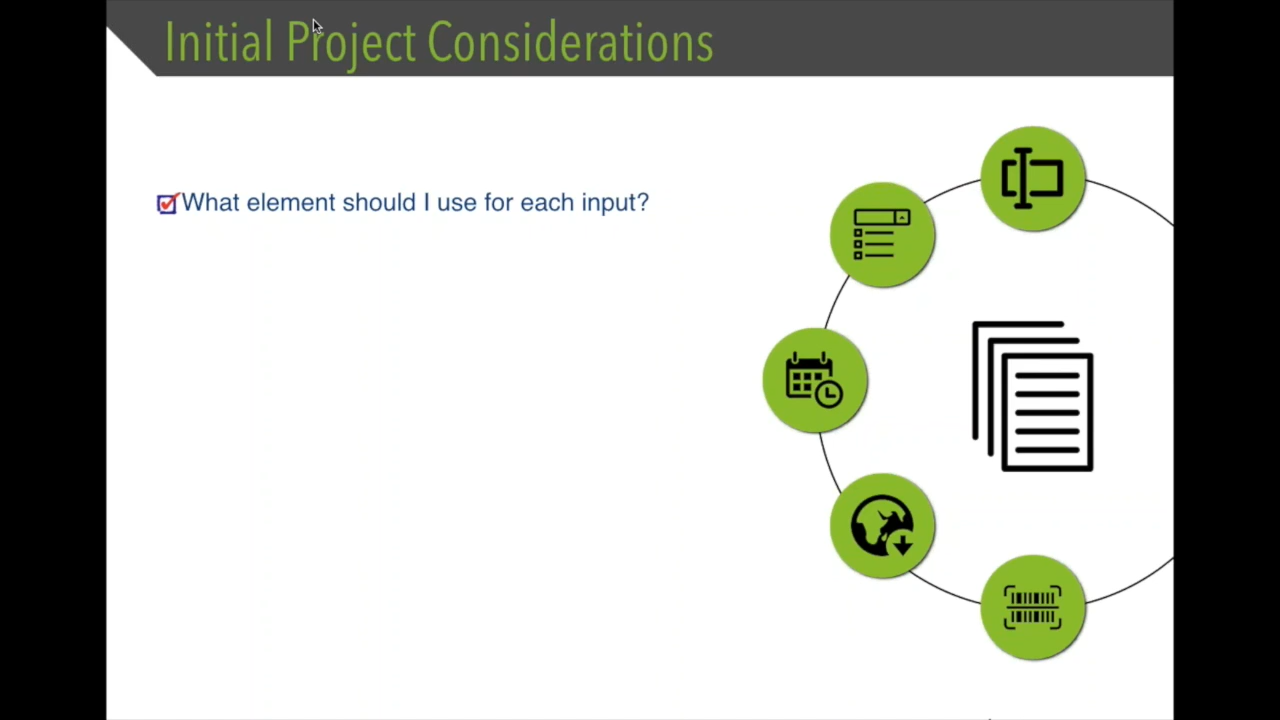 Initial Project Considerations
What element should I use for each input?